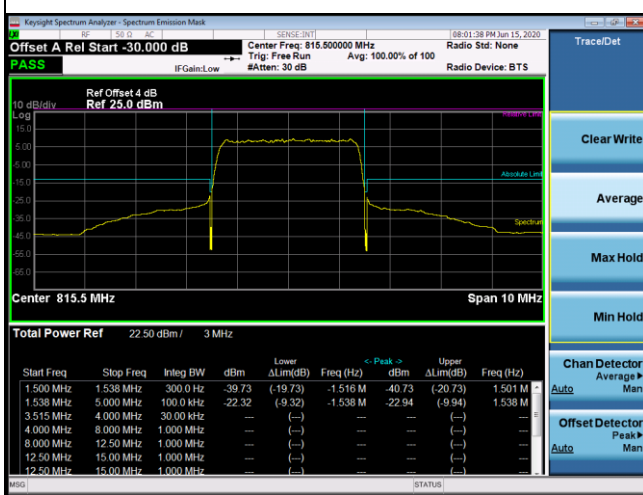 Keysight Spectrum Analyzer - Spectrum Emission Mask
RF 50 Ω AC SENSE:INT 08:01:38 PM Jun 15, 2020
Offset A Rel Start -30.000 dB
Center Freq: 815.500000 MHz
Radio Std: None
PASS
Trig: Free Run Avg: 100.00% of 100
IFGain:Low #Atten: 30 dB Radio Device: BTS
Trace/Det
Ref Offset 4 dB
10 dB/div Ref 25.0 dBm
Log
Relative Limit
15.0
5.00
-5.00
Absolute Limit
-15.0
-25.0
-35.0
Spectrum
-45.0
-55.0
-65.0
Center 815.5 MHz Span 10 MHz
Clear Write
Average
Max Hold
Min Hold
Chan Detector
Average
Auto Man
Offset Detector
Peak
Auto Man
Total Power Ref 22.50 dBm / 3 MHz
Lower <- Peak -> Upper
Start Freq Stop Freq Integ BW dBm ΔLim(dB) Freq (Hz) dBm ΔLim(dB) Freq (Hz)
1.500 MHz 1.538 MHz 300.0 Hz -39.73 (-19.73) -1.516 M -40.73 (-20.73) 1.501 M
1.538 MHz 5.000 MHz 100.0 kHz -22.32 (-9.32) -1.538 M -22.94 (-9.94) 1.538 M
3.515 MHz 4.000 MHz 30.00 kHz --- (---) --- --- (---) ---
4.000 MHz 8.000 MHz 1.000 MHz --- (---) --- --- (---) ---
8.000 MHz 12.50 MHz 1.000 MHz --- (---) --- --- (---) ---
12.50 MHz 15.00 MHz 1.000 MHz --- (---) --- --- (---) ---
12.50 MHz 15.00 MHz 1.000 MHz --- (---) --- --- (---) ---
MSG STATUS